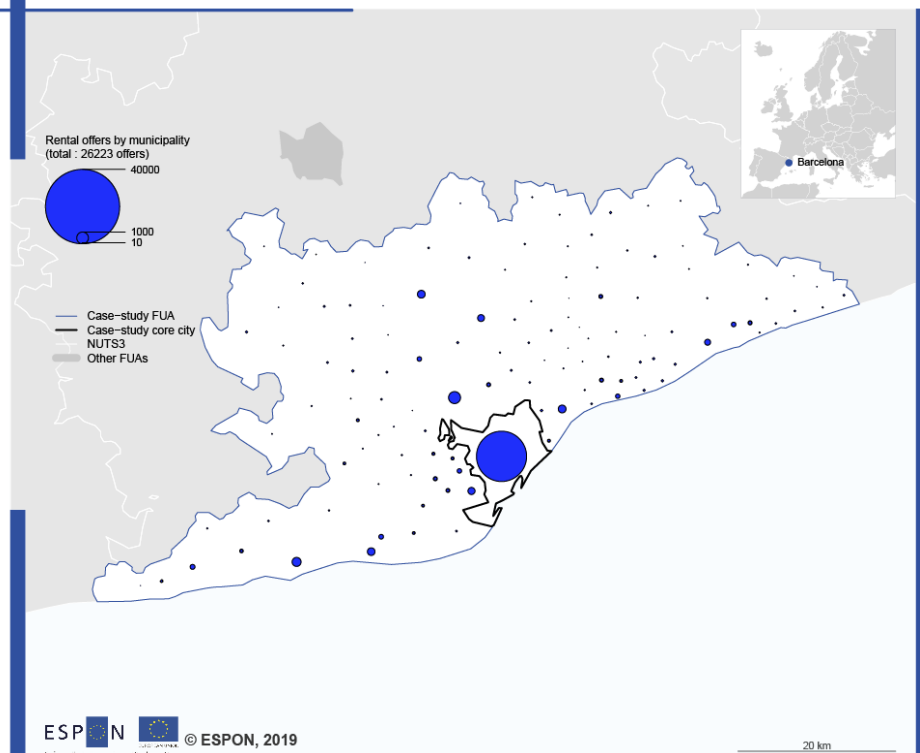 Barcelona
Rental offers by municipality
(total : 26223 offers)
40000
1000
10
Case-study FUA
Case-study core city
NUTS3
Other FUAs
ESPON
© ESPON, 2019
20 km